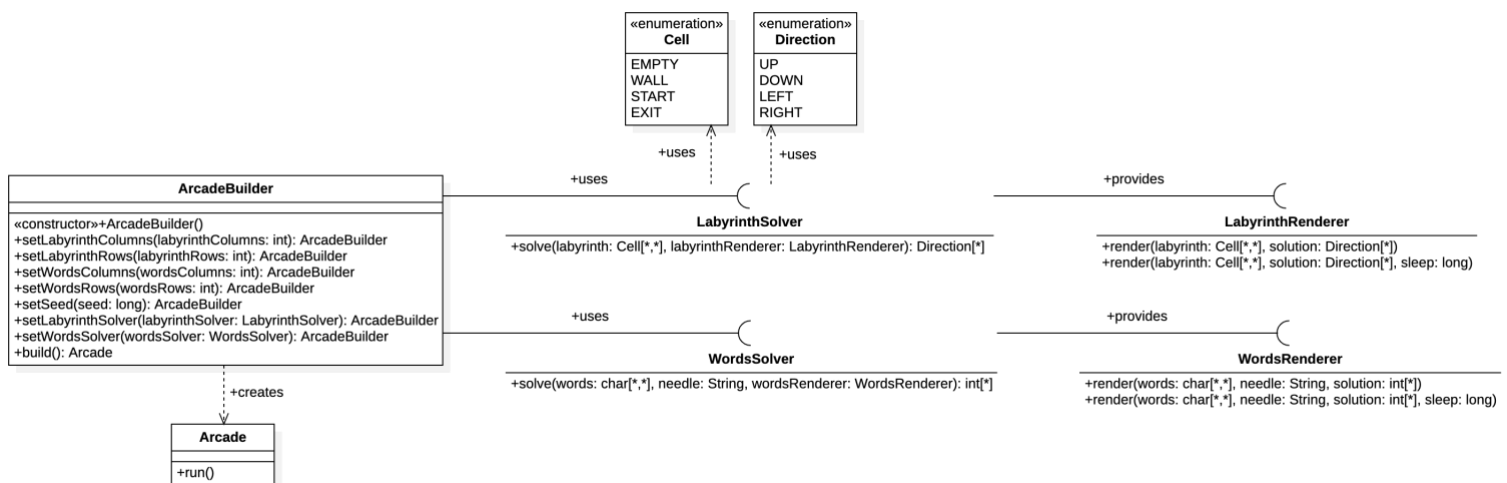 «enumeration»
Cell
EMPTY
WALL
START
EXIT
«enumeration»
Direction
UP
DOWN
LEFT
RIGHT
+uses
+uses
ArcadeBuilder
«constructor»+ArcadeBuilder()
+setLabyrinthColumns(labyrinthColumns: int): ArcadeBuilder
+setLabyrinthRows(labyrinthRows: int): ArcadeBuilder
+setWordsColumns(wordsColumns: int): ArcadeBuilder
+setWordsRows(wordsRows: int): ArcadeBuilder
+setSeed(seed: long): ArcadeBuilder
+setLabyrinthSolver(labyrinthSolver: LabyrinthSolver): ArcadeBuilder
+setWordsSolver(wordsSolver: WordsSolver): ArcadeBuilder
+build(): Arcade
+uses
LabyrinthSolver
+solve(labyrinth: Cell[*,*], labyrinthRenderer: LabyrinthRenderer): Direction[*]
+provides
LabyrinthRenderer
+render(labyrinth: Cell[*,*], solution: Direction[*])
+render(labyrinth: Cell[*,*], solution: Direction[*], sleep: long)
+uses
WordsSolver
+solve(words: char[*,*], needle: String, wordsRenderer: WordsRenderer): int[*]
+provides
WordsRenderer
+render(words: char[*,*], needle: String, solution: int[*])
+render(words: char[*,*], needle: String, solution: int[*], sleep: long)
+creates
Arcade
+run()